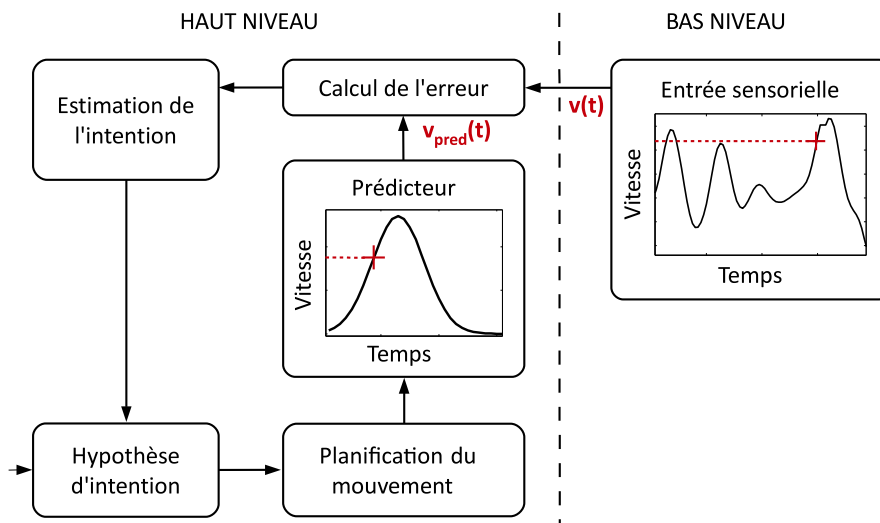 HAUT NIVEAU
BAS NIVEAU
Estimation de
l'intention
Calcul de l'erreur
v(t)
Entrée sensorielle
Vitesse
Temps
v_pred(t)
Prédicteur
Vitesse
Temps
Hypothèse
d'intention
Planification du
mouvement